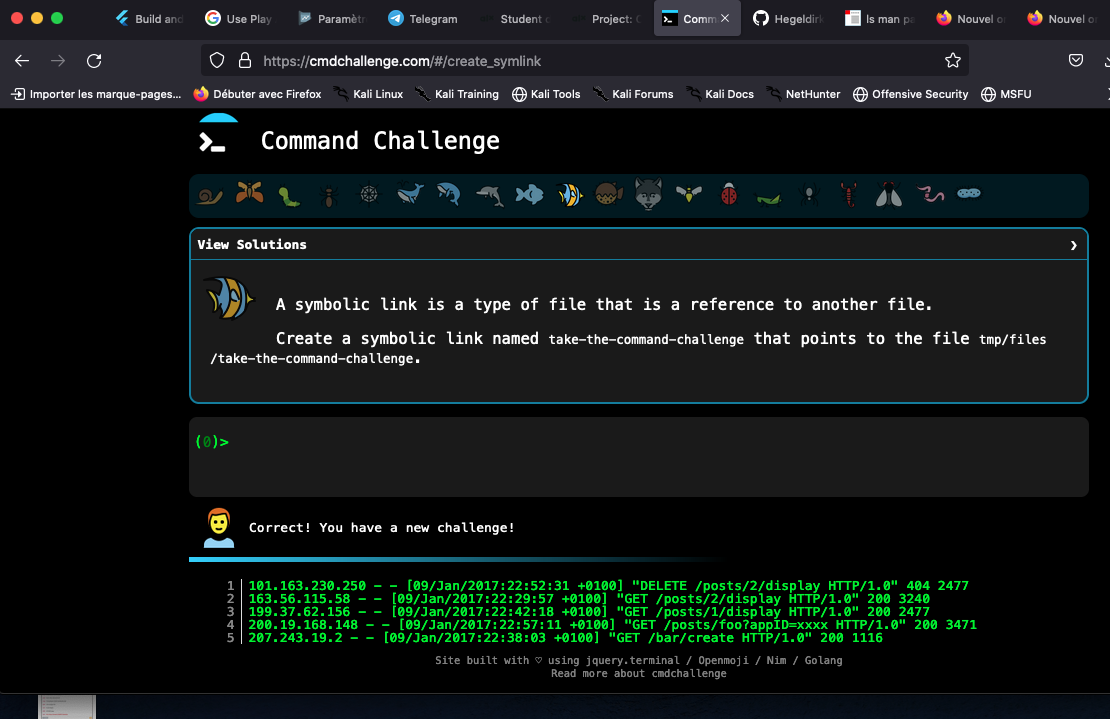 Build and
Use Play
Paramètr
Telegram
Student
Project:
Comm
Hegeldirk
ls man pa
Nouvel o
Nouvel or
https://cmdchallenge.com/#/create_symlink
Importer les marque-pages...
Débuter avec Firefox
Kali Linux
Kali Training
Kali Tools
Kali Forums
Kali Docs
NetHunter
Offensive Security
MSFU
Command Challenge
View Solutions
A symbolic link is a type of file that is a reference to another file.
Create a symbolic link named take-the-command-challenge that points to the file tmp/files
/take-the-command-challenge.
(0)>
Correct! You have a new challenge!
1 101.163.230.250 - - [09/Jan/2017:22:52:31 +0100] "DELETE /posts/2/display HTTP/1.0" 404 2477
2 163.56.115.58 - - [09/Jan/2017:22:29:57 +0100] "GET /posts/2/display HTTP/1.0" 200 3240
3 199.37.62.156 - - [09/Jan/2017:22:42:18 +0100] "GET /posts/1/display HTTP/1.0" 200 2477
4 200.19.168.148 - - [09/Jan/2017:22:57:11 +0100] "GET /posts/foo?appID=xxxx HTTP/1.0" 200 3471
5 207.243.19.2 - - [09/Jan/2017:22:38:03 +0100] "GET /bar/create HTTP/1.0" 200 1116
Site built with ♡ using jquery.terminal / Openmoji / Nim / Golang
Read more about cmdchallenge